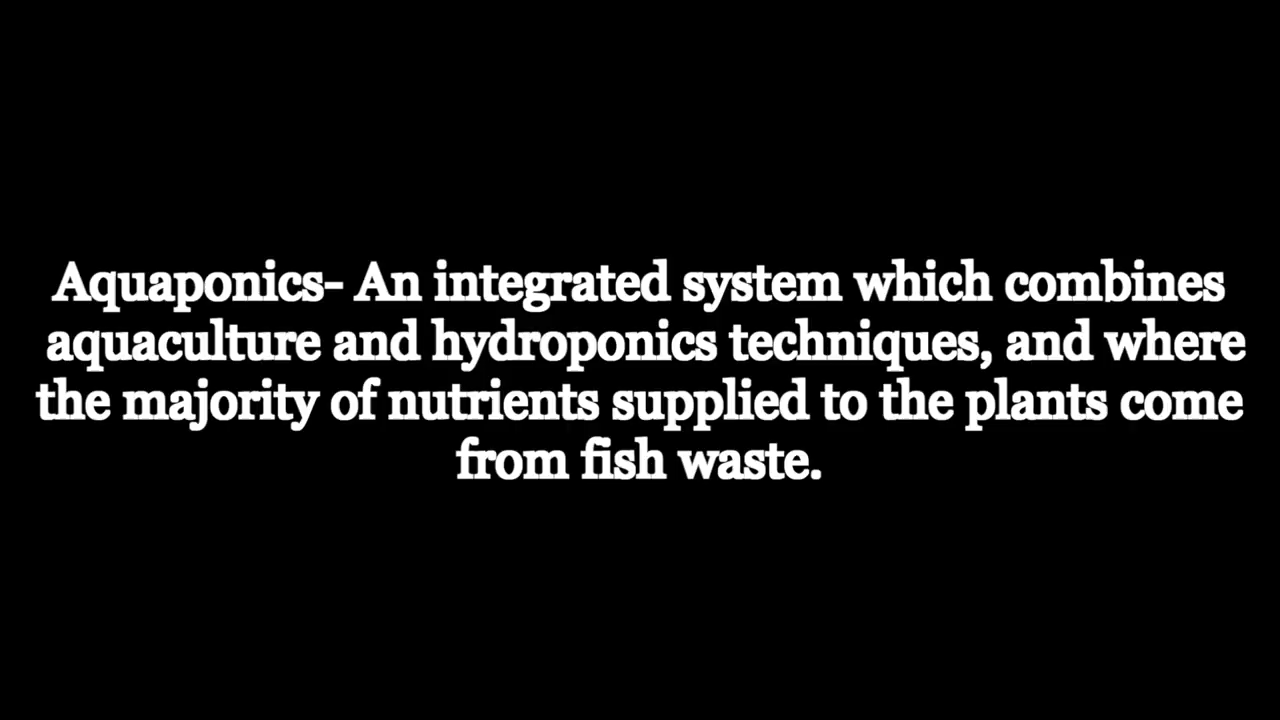 Aquaponics- An integrated system which combines
aquaculture and hydroponics techniques, and where
the majority of nutrients supplied to the plants come
from fish waste.